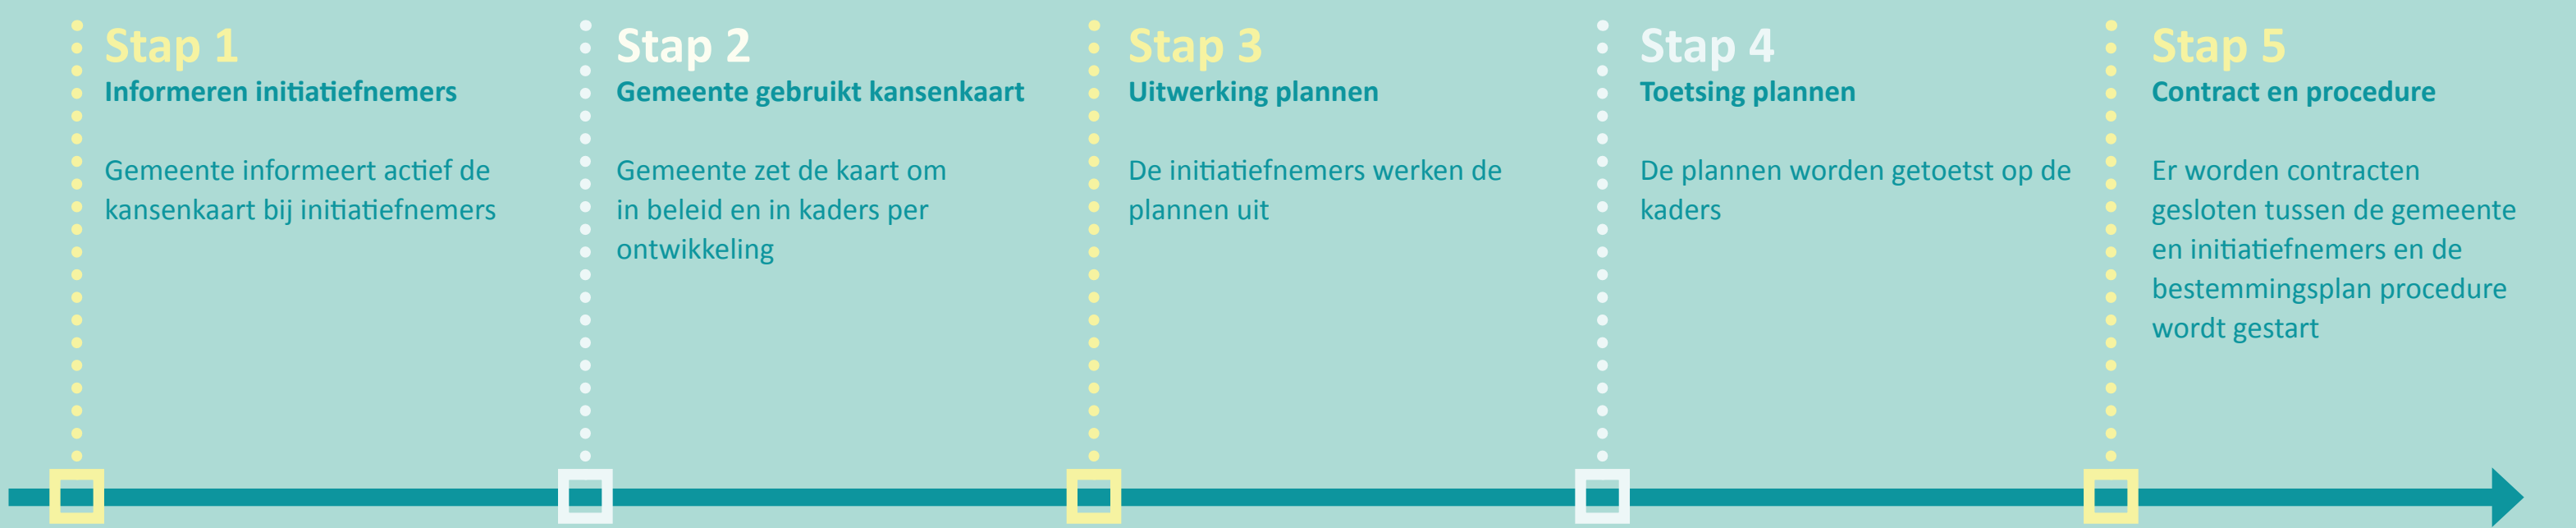 Stap 1
Informeren initiatiefnemers
Gemeente informeert actief de
kansenkaart bij initiatiefnemers
Stap 2
Gemeente gebruikt kansenkaart
Gemeente zet de kaart om
in beleid en in kaders per
ontwikkeling
Stap 3
Uitwerking plannen
De initiatiefnemers werken de
plannen uit
Stap 4
Toetsing plannen
De plannen worden getoetst op de
kaders
Stap 5
Contract en procedure
Er worden contracten
gesloten tussen de gemeente
en initiatiefnemers en de
bestemmingsplan procedure
wordt gestart